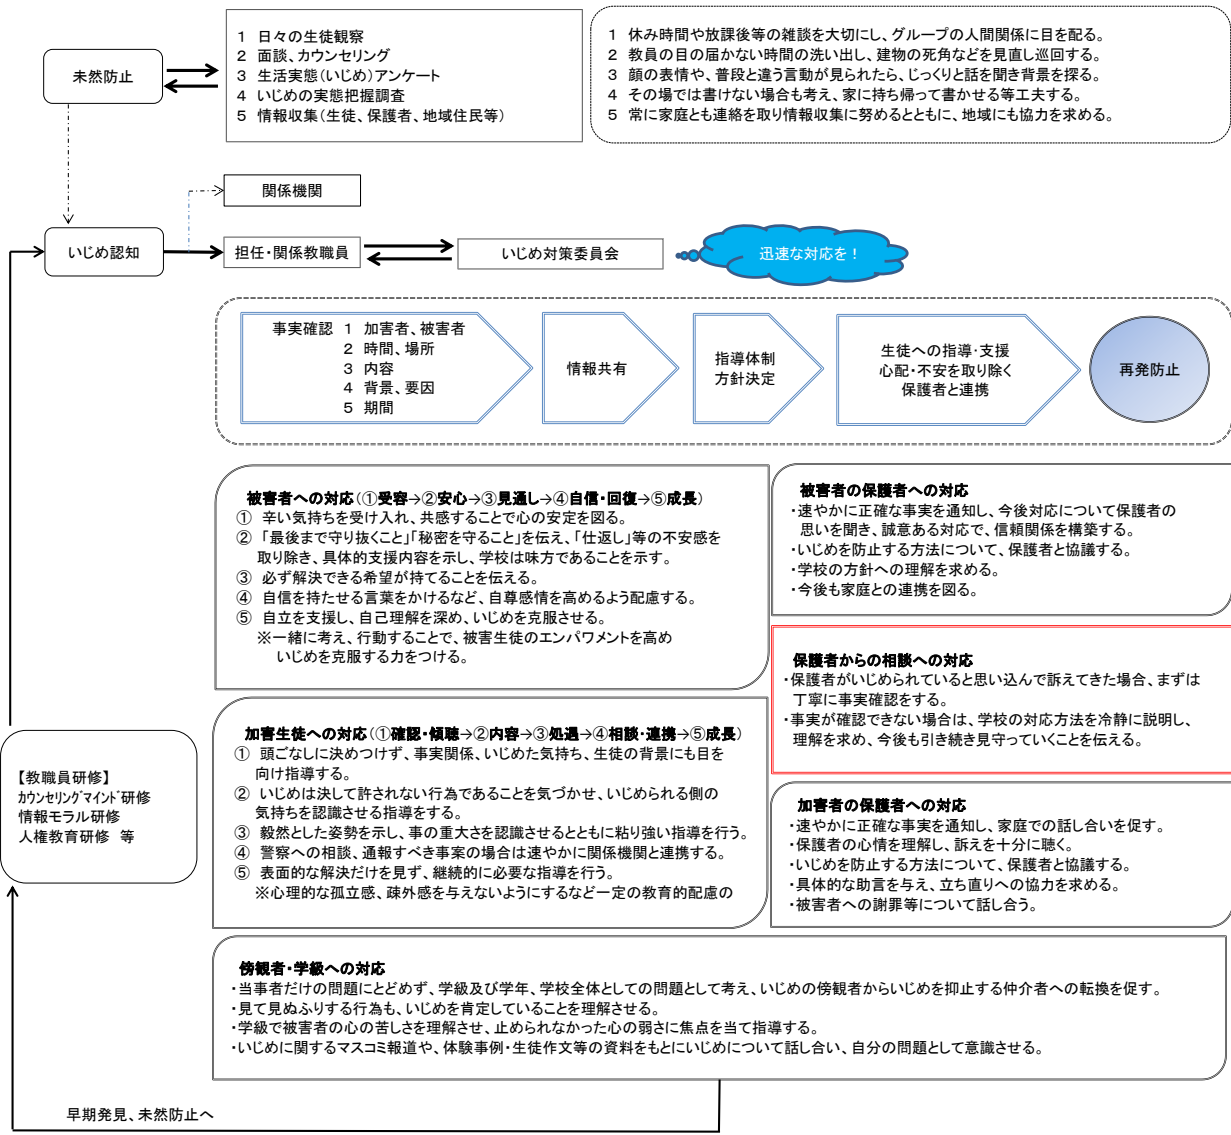 未然防止
1 日々の生徒観察
2 面談、カウンセリング
3 生活実態(いじめ)アンケート
4 いじめの実態把握調査
5 情報収集(生徒、保護者、地域住民等)
1 休み時間や放課後等の雑談を大切にし、グループの人間関係に目を配る。
2 教員の目の届かない時間の洗い出し、建物の死角などを見直し巡回する。
3 顔の表情や、普段と違う言動が見られたら、じっくりと話を聞き背景を探る。
4 その場では書けない場合も考え、家に持ち帰って書かせる等工夫する。
5 常に家庭とも連絡を取り情報収集に努めるとともに、地域にも協力を求める。
関係機関
いじめ認知
担任・関係教職員
いじめ対策委員会
迅速な対応を!
事実確認 1 加害者、被害者
2 時間、場所
3 内容
4 背景、要因
5 期間
情報共有
指導体制
方針決定
生徒への指導・支援
心配・不安を取り除く
保護者と連携
再発防止
被害者への対応(①受容→②安心→③見通し→④自信・回復→⑤成長)
① 辛い気持ちを受け入れ、共感することで心の安定を図る。
② 「最後まで守り抜くこと」「秘密を守ること」を伝え、「仕返し」等の不安感を
取り除き、具体的支援内容を示し、学校は味方であることを示す。
③ 必ず解決できる希望が持てることを伝える。
④ 自信を持たせる言葉をかけるなど、自尊感情を高めるよう配慮する。
⑤ 自立を支援し、自己理解を深め、いじめを克服させる。
※一緒に考え、行動することで、被害生徒のエンパワメントを高め
いじめを克服する力をつける。
被害者の保護者への対応
・速やかに正確な事実を通知し、今後対応について保護者の
思いを聞き、誠意ある対応で、信頼関係を構築する。
・いじめを防止する方法について、保護者と協議する。
・学校の方針への理解を求める。
・今後も家庭との連携を図る。
保護者からの相談への対応
・保護者がいじめられていると思い込んで訴えてきた場合、まずは
丁寧に事実確認をする。
・事実が確認できない場合は、学校の対応方法を冷静に説明し、
理解を求め、今後も引き続き見守っていくことを伝える。
加害生徒への対応(①確認・傾聴→②内容→③処遇→④相談・連携→⑤成長)
① 頭ごなしに決めつけず、事実関係、いじめた気持ち、生徒の背景にも目を
向け指導する。
② いじめは決して許されない行為であることを気づかせ、いじめられる側の
気持ちを認識させる指導をする。
③ 毅然とした姿勢を示し、事の重大さを認識させるとともに粘り強い指導を行う。
④ 警察への相談、通報すべき事案の場合は速やかに関係機関と連携する。
⑤ 表面的な解決だけを見ず、継続的に必要な指導を行う。
※心理的な孤立感、疎外感を与えないようにするなど一定の教育的配慮の
加害者の保護者への対応
・速やかに正確な事実を通知し、家庭での話し合いを促す。
・保護者の心情を理解し、訴えを十分に聴く。
・いじめを防止する方法について、保護者と協議する。
・具体的な助言を与え、立ち直りへの協力を求める。
・被害者への謝罪等について話し合う。
【教職員研修】
カウンセリングマインド研修
情報モラル研修
人権教育研修 等
傍観者・学級への対応
・当事者だけの問題にとどめず、学級及び学年、学校全体としての問題として考え、いじめの傍観者からいじめを抑止する仲介者への転換を促す。
・見て見ぬふりする行為も、いじめを肯定していることを理解させる。
・学級で被害者の心の苦しさを理解させ、止められなかった心の弱さに焦点を当て指導する。
・いじめに関するマスコミ報道や、体験事例・生徒作文等の資料をもとにいじめについて話し合い、自分の問題として意識させる。
早期発見、未然防止へ